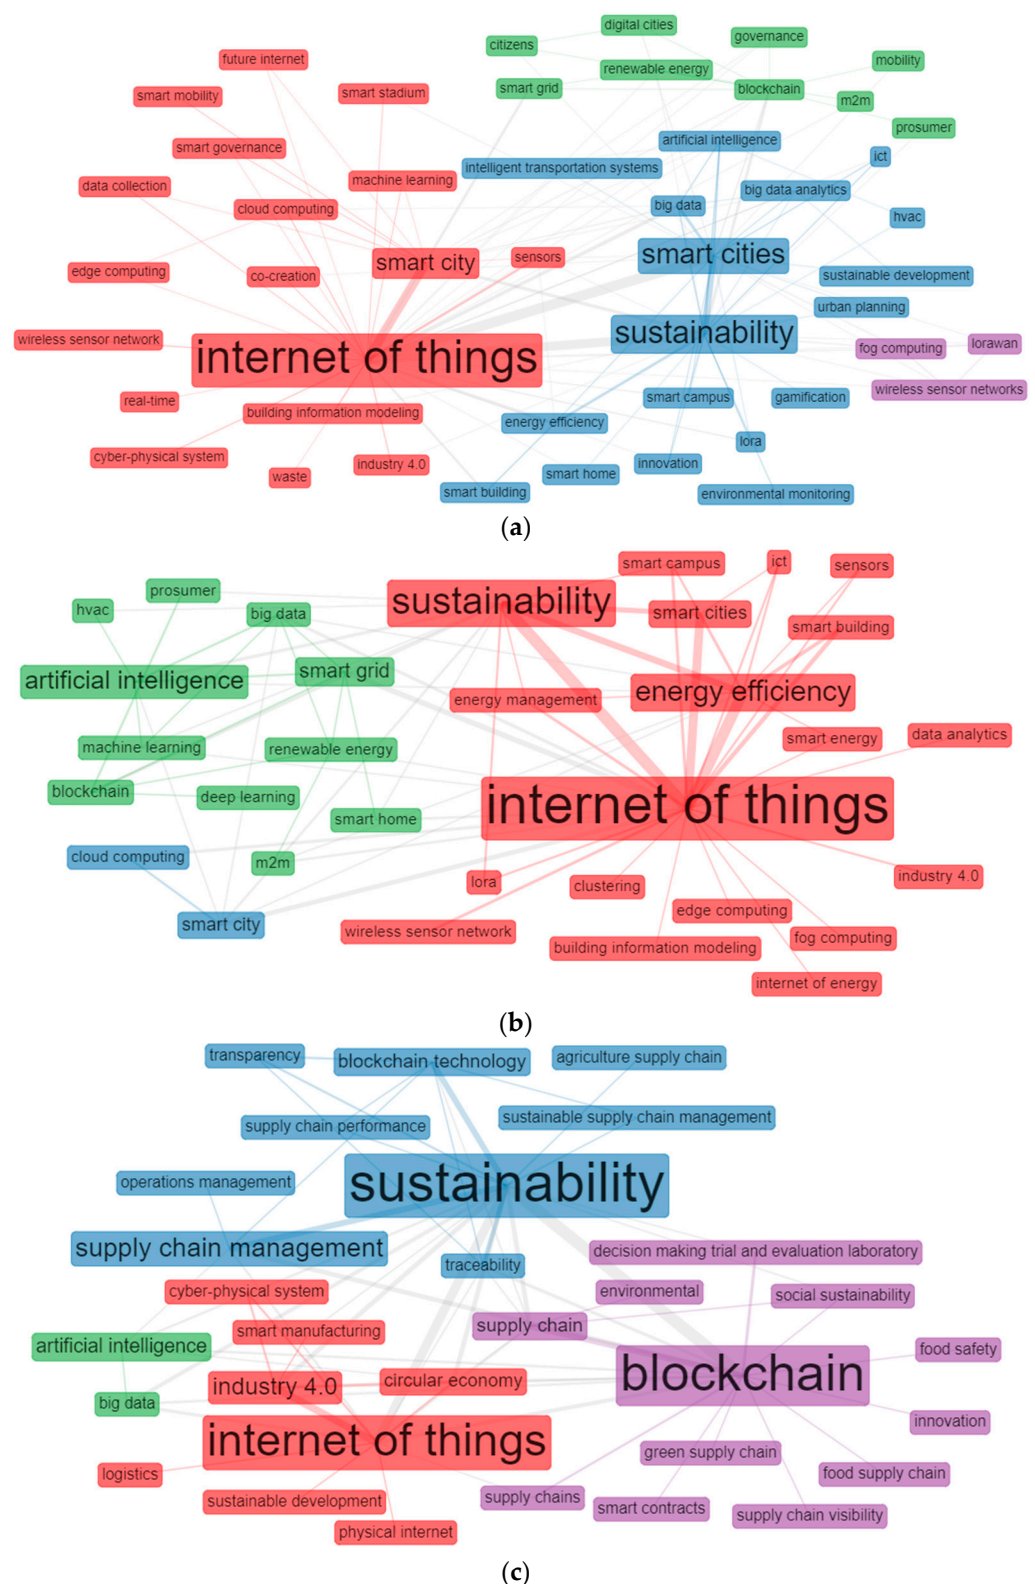 digital cities
governance
citizens
future internet
mobility
renewable energy
smart grid
blockchain
smart stadium
smart mobility
m2m
prosumer
artificial intelligence
smart governance
ict
intelligent transportation systems
machine learning
data collection
big data analytics
big data
cloud computing
hvac
smart cities
sensors
smart city
edge computing
co-creation
sustainable development
urban planning
sustainability
wireless sensor network
lorawan
fog computing
internet of things
wireless sensor networks
smart campus
gamification
real-time
building information modeling
energy efficiency
lora
cyber-physical system
industry 4.0
innovation
smart home
waste
smart building
environmental monitoring
(a)
smart campus
ict
sensors
prosumer
hvac
big data
sustainability
smart cities
smart building
smart grid
artificial intelligence
energy efficiency
energy management
data analytics
smart energy
machine learning
renewable energy
blockchain
deep learning
internet of things
smart home
cloud computing
m2m
industry 4.0
lora
clustering
edge computing
smart city
wireless sensor network
fog computing
building information modeling
internet of energy
(b)
transparency
blockchain technology
agriculture supply chain
supply chain performance
sustainable supply chain management
sustainability
operations management
supply chain management
decision making trial and evaluation laboratory
traceability
cyber-physical system
environmental
social sustainability
smart manufacturing
supply chain
artificial intelligence
food safety
blockchain
circular economy
industry 4.0
big data
innovation
internet of things
green supply chain
logistics
food supply chain
supply chains
sustainable development
smart contracts
supply chain visibility
physical internet
(c)